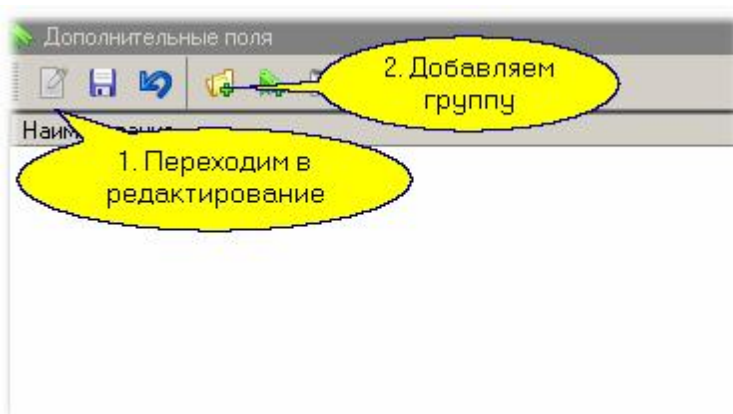 Дополнительные поля
2. Добавляем
группу
1. Переходим в
редактирование